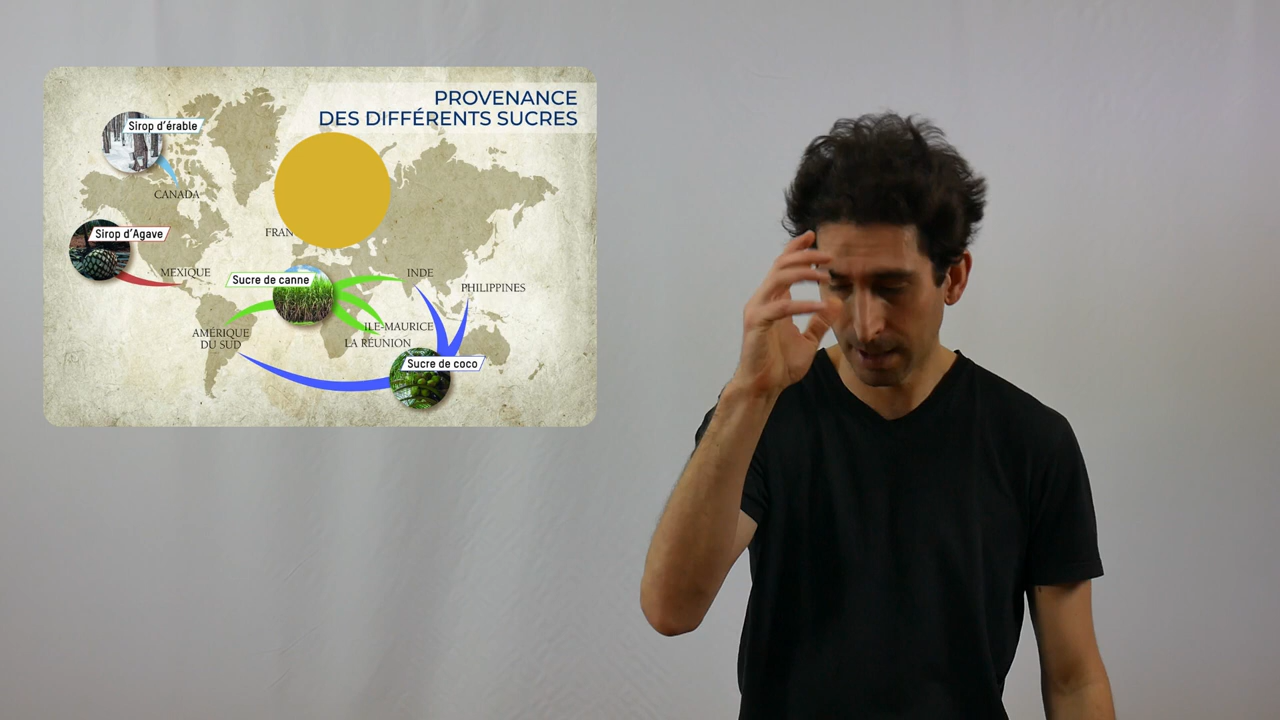 PROVENANCE
DES DIFFÉRENTS SUCRES
Sirop d'érable
CANADA
Sirop d'Agave
MEXIQUE
Sucre de canne
INDE
PHILIPPINES
AMÉRIQUE
DU SUD
ILE-MAURICE
LA RÉUNION
Sucre de coco